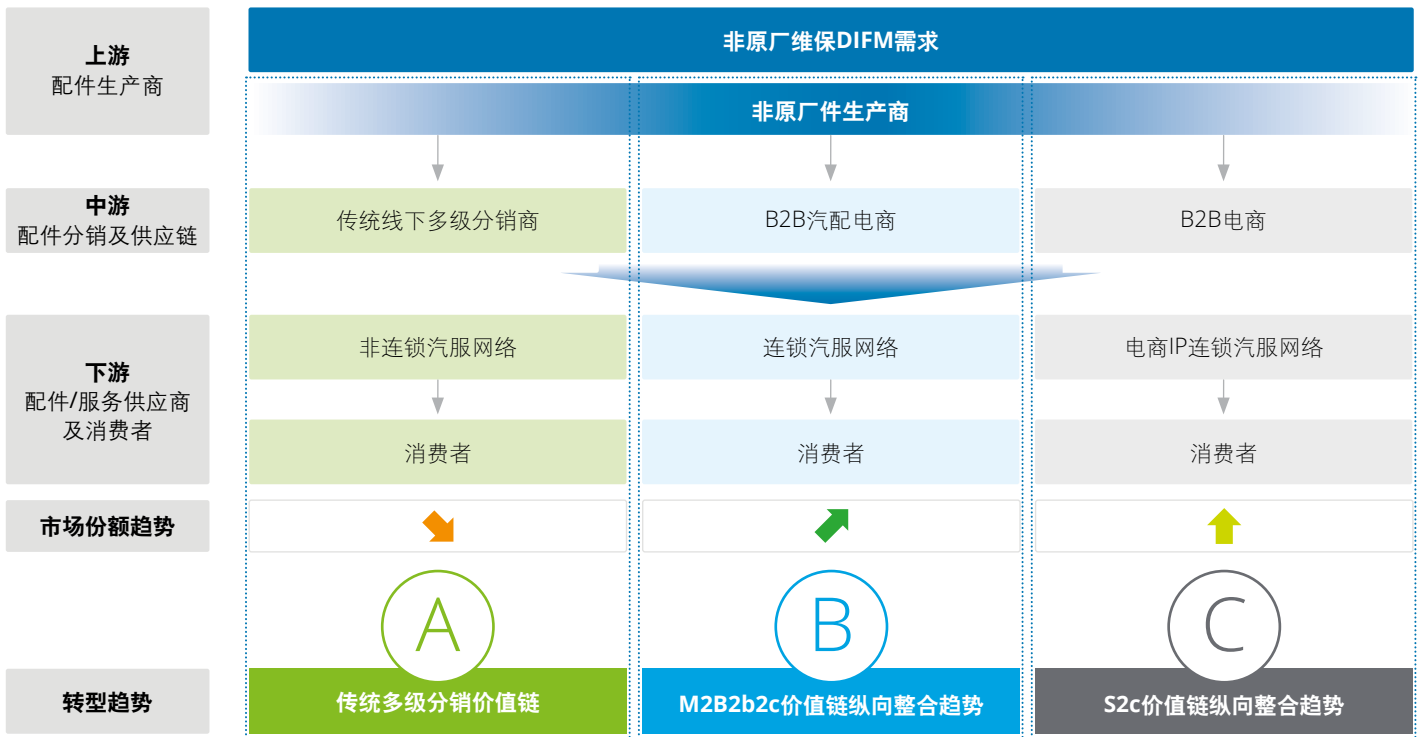 上游
配件生产商
非原厂维保DIFM需求
非原厂件生产商
中游
配件分销及供应链
传统线下多级分销商
B2B汽配电商
B2B电商
下游
配件/服务供应商
及消费者
非连锁汽服网络
连锁汽服网络
电商IP连锁汽服网络
消费者
消费者
消费者
市场份额趋势
A
B
C
转型趋势
传统多级分销价值链
M2B2b2c价值链纵向整合趋势
S2c价值链纵向整合趋势